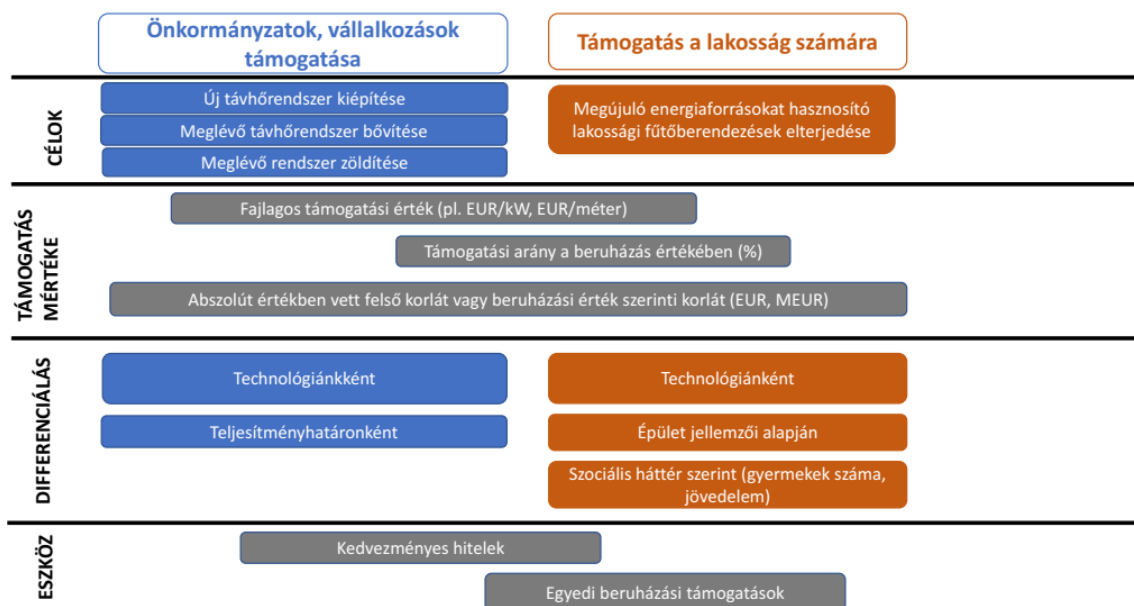 Önkormányzatok, vállalkozások
támogatása
Támogatás a lakosság számára
CÉLOK
Új távhőrendszer kiépítése
Meglévő távhőrendszer bővítése
Meglévő rendszer zöldítése
Megújuló energiaforrásokat hasznosító
lakossági fűtőberendezések elterjedése
TÁMOGATÁS
MÉRTÉKE
Fajlagos támogatási érték (pl. EUR/kW, EUR/méter)
Támogatási arány a beruházás értékében (%)
Abszolút értékben vett felső korlát vagy beruházási érték szerinti korlát (EUR, MEUR)
DIFFERENCIÁLÁS
Technológiánkként
Teljesítményhatáronként
Technológiánként
Épület jellemzői alapján
Szociális háttér szerint (gyermekek száma,
jövedelem)
ESZKÖZ
Kedvezményes hitelek
Egyedi beruházási támogatások